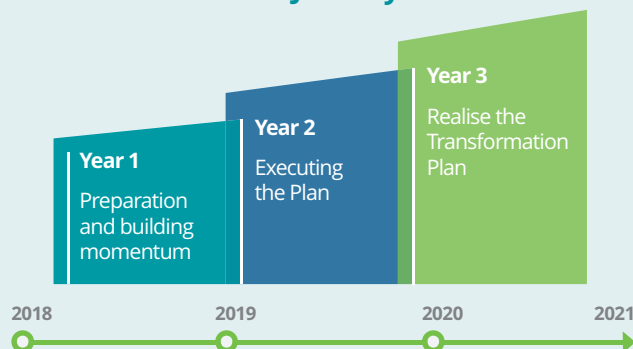 Year 1
Preparation
and building
momentum
Year 2
Executing
the Plan
Year 3
Realise the
Transformation
Plan
2018
2019
2020
2021